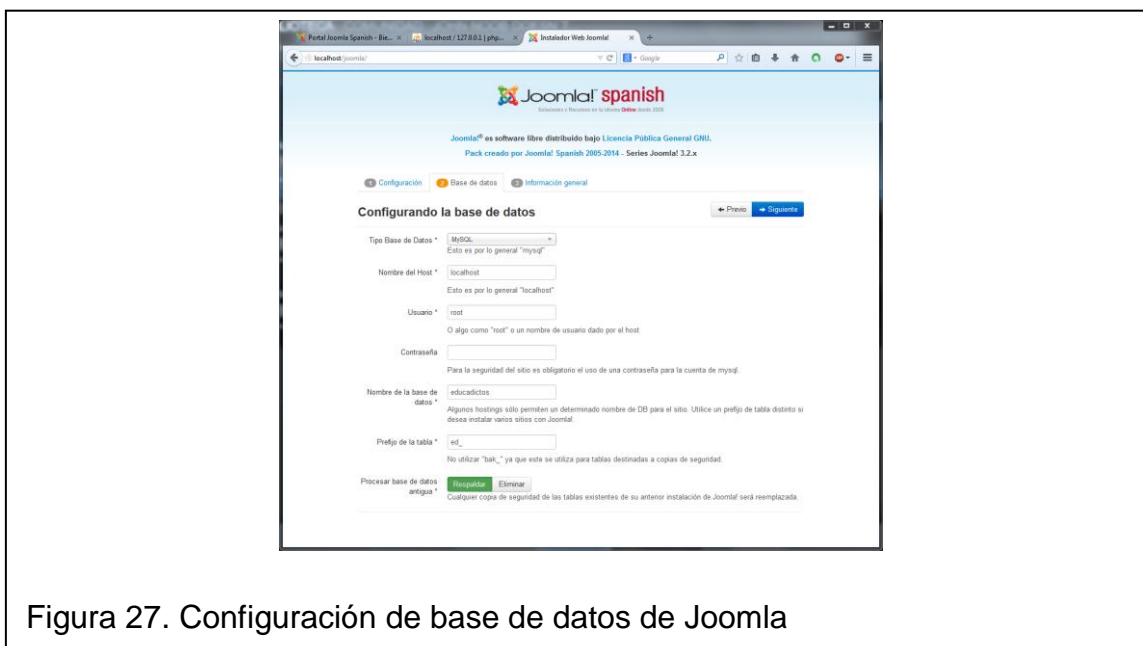 Portal Joomla Spanish - Bie...
localhost / 127.0.0.1 | php...
Instalador Web Joomla!
localhost/joomla/
Google
Joomla!® spanish
Soluciones y Recursos en tu idioma Online desde 2005
Joomla!® es software libre distribuido bajo Licencia Pública General GNU.
Pack creado por Joomla! Spanish 2005-2014 - Series Joomla! 3.2.x
1 Configuración
2 Base de datos
3 Información general
Configurando la base de datos
Previo
Siguiente
Tipo Base de Datos *
MySQL
Esto es por lo general "mysql"
Nombre del Host *
localhost
Esto es por lo general "localhost"
Usuario *
root
O algo como "root" o un nombre de usuario dado por el host
Contraseña
Para la seguridad del sitio es obligatorio el uso de una contraseña para la cuenta de mysql.
Nombre de la base de
datos *
educadictos
Algunos hostings sólo permiten un determinado nombre de DB para el sitio. Utilice un prefijo de tabla distinto si
desea instalar varios sitios con Joomla!.
Prefijo de la tabla *
ed_
No utilizar "bak_" ya que este se utiliza para tablas destinadas a copias de seguridad.
Procesar base de datos
antigua *
Respaldar
Eliminar
Cualquier copia de seguridad de las tablas existentes de su anterior instalación de Joomla! será reemplazada.
Figura 27. Configuración de base de datos de Joomla